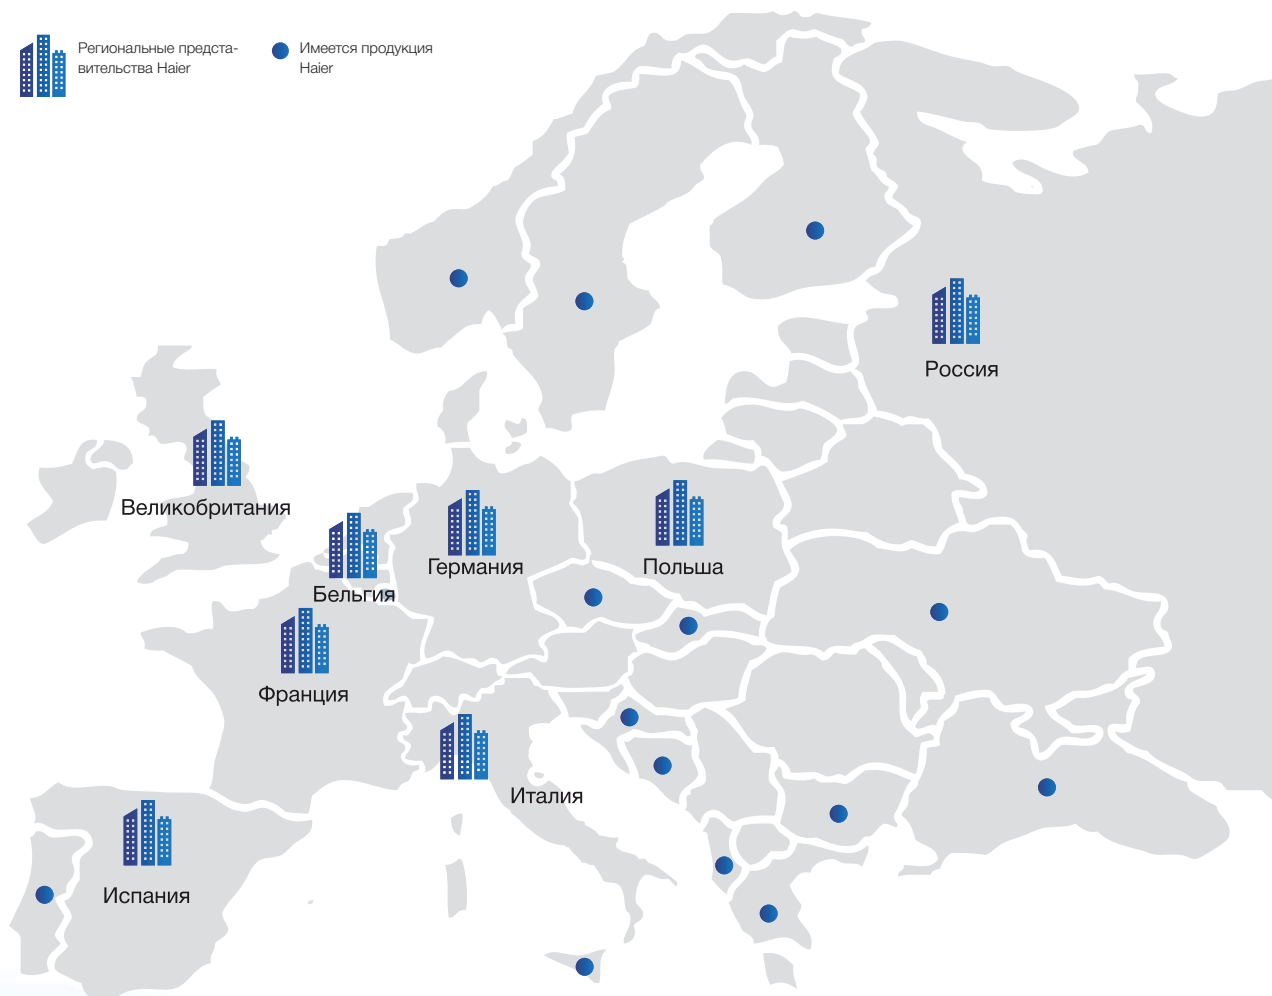 Региональные предста-
вительства Haier
Имеется продукция
Haier
Россия
Великобритания
Германия
Польша
Бельгия
Франция
Италия
Испания